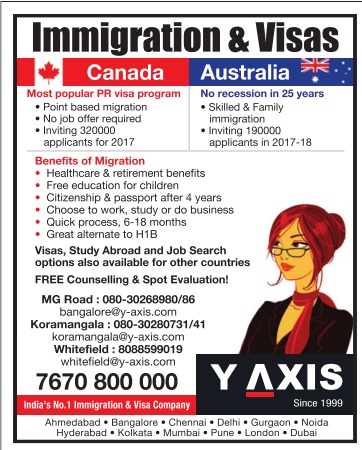 Immigration & Visas
Canada
Australia
Most popular PR visa program
• Point based migration
• No job offer required
• Inviting 320000
applicants for 2017
No recession in 25 years
• Skilled & Family
immigration
• Inviting 190000
applicants in 2017-18
Benefits of Migration
• Healthcare & retirement benefits
• Free education for children
• Citizenship & passport after 4 years
• Choose to work, study or do business
• Quick process, 6-18 months
• Great alternate to H1B
Visas, Study Abroad and Job Search
options also available for other countries
FREE Counselling & Spot Evaluation!
MG Road : 080-30268980/86
bangalore@y-axis.com
Koramangala : 080-30280731/41
koramangala@y-axis.com
Whitefield : 8088599019
whitefield@y-axis.com
7670 800 000
India's No.1 Immigration & Visa Company
Y AXIS
Since 1999
Ahmedabad • Bangalore • Chennai • Delhi • Gurgaon • Noida
Hyderabad • Kolkata • Mumbai • Pune • London • Dubai